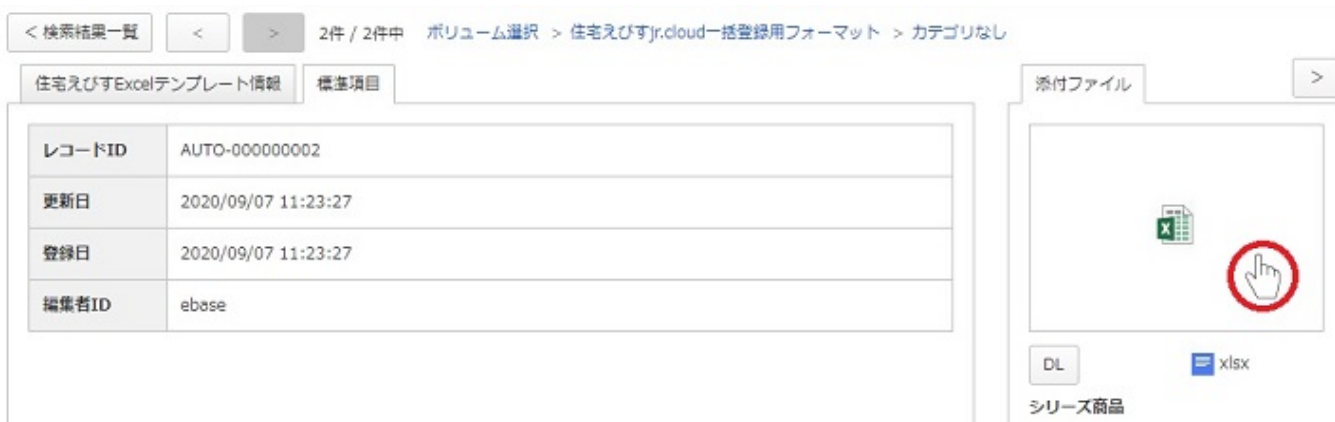 < 検索結果一覧 < > 2件 / 2件中 ボリューム選択 > 住宅えびすjr.cloud一括登録用フォーマット > カテゴリなし
住宅えびすExcelテンプレート情報 標準項目
レコードID AUTO-000000002
更新日 2020/09/07 11:23:27
登録日 2020/09/07 11:23:27
編集者ID ebase
添付ファイル >
DL xlsx
シリーズ商品